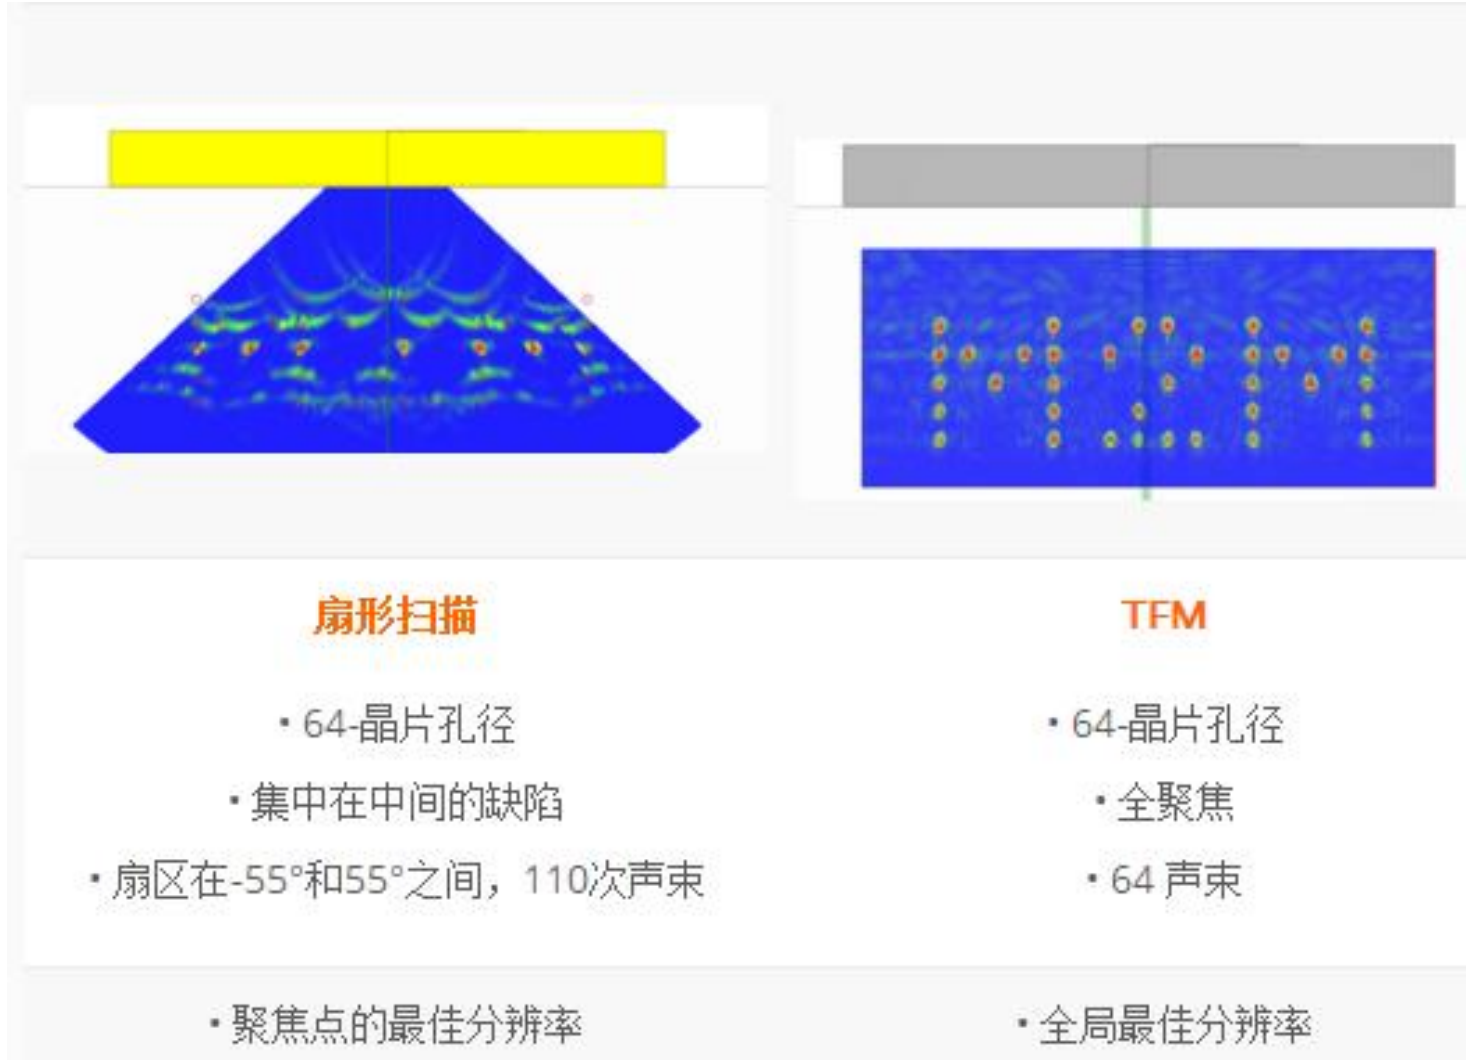 扇形扫描
• 64-晶片孔径
• 集中在中间的缺陷
• 扇区在-55°和55°之间，110次声束
• 聚焦点的最佳分辨率
TFM
• 64-晶片孔径
• 全聚焦
• 64 声束
• 全局最佳分辨率